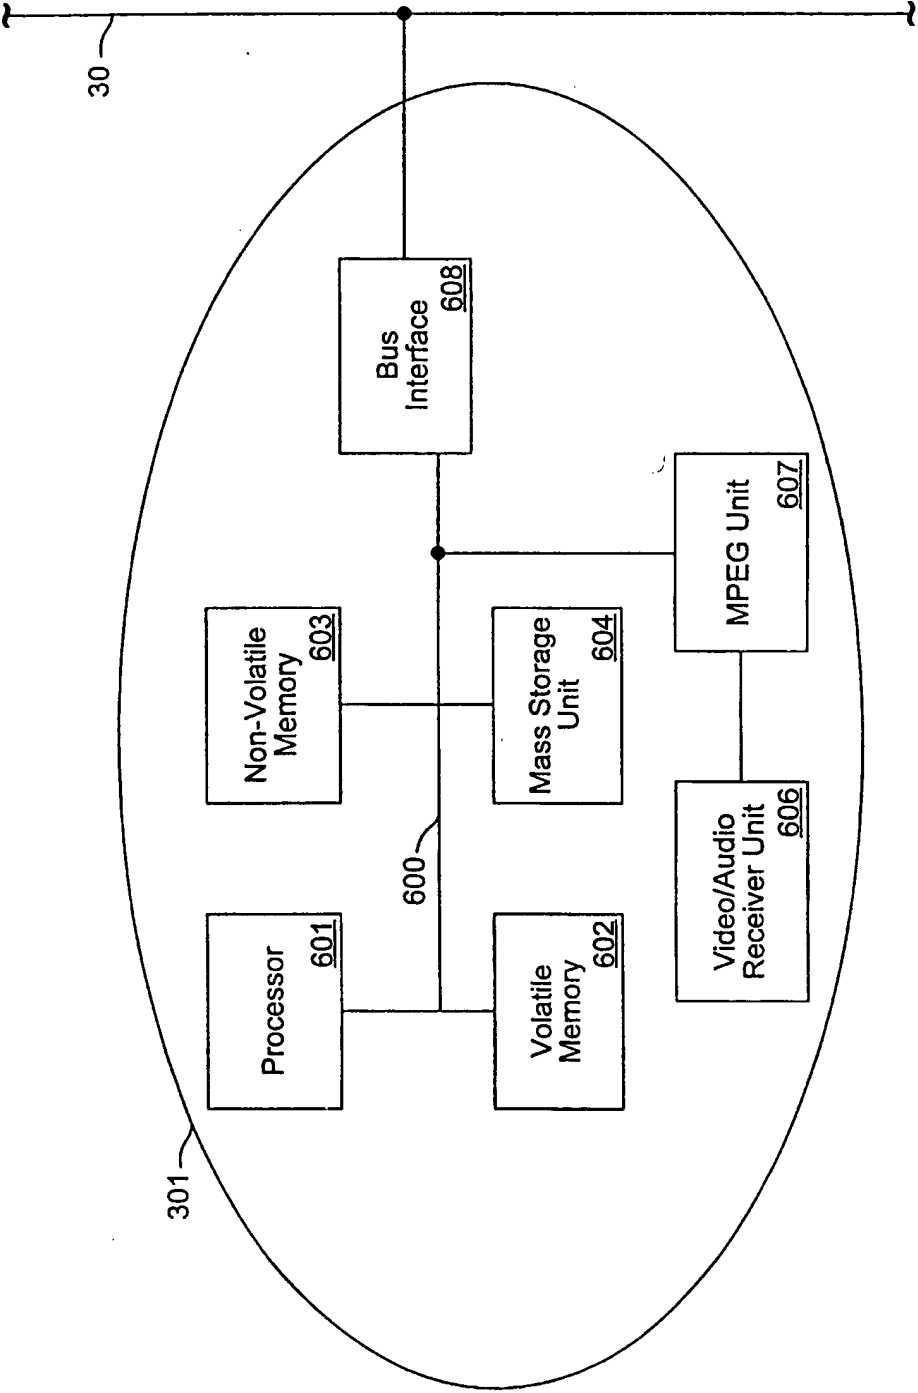 30
301
Processor
601
Non-Volatile
Memory
603
Bus
Interface
608
600
Volatile
Memory
602
Mass Storage
Unit
604
Video/Audio
Receiver Unit
606
MPEG Unit
607